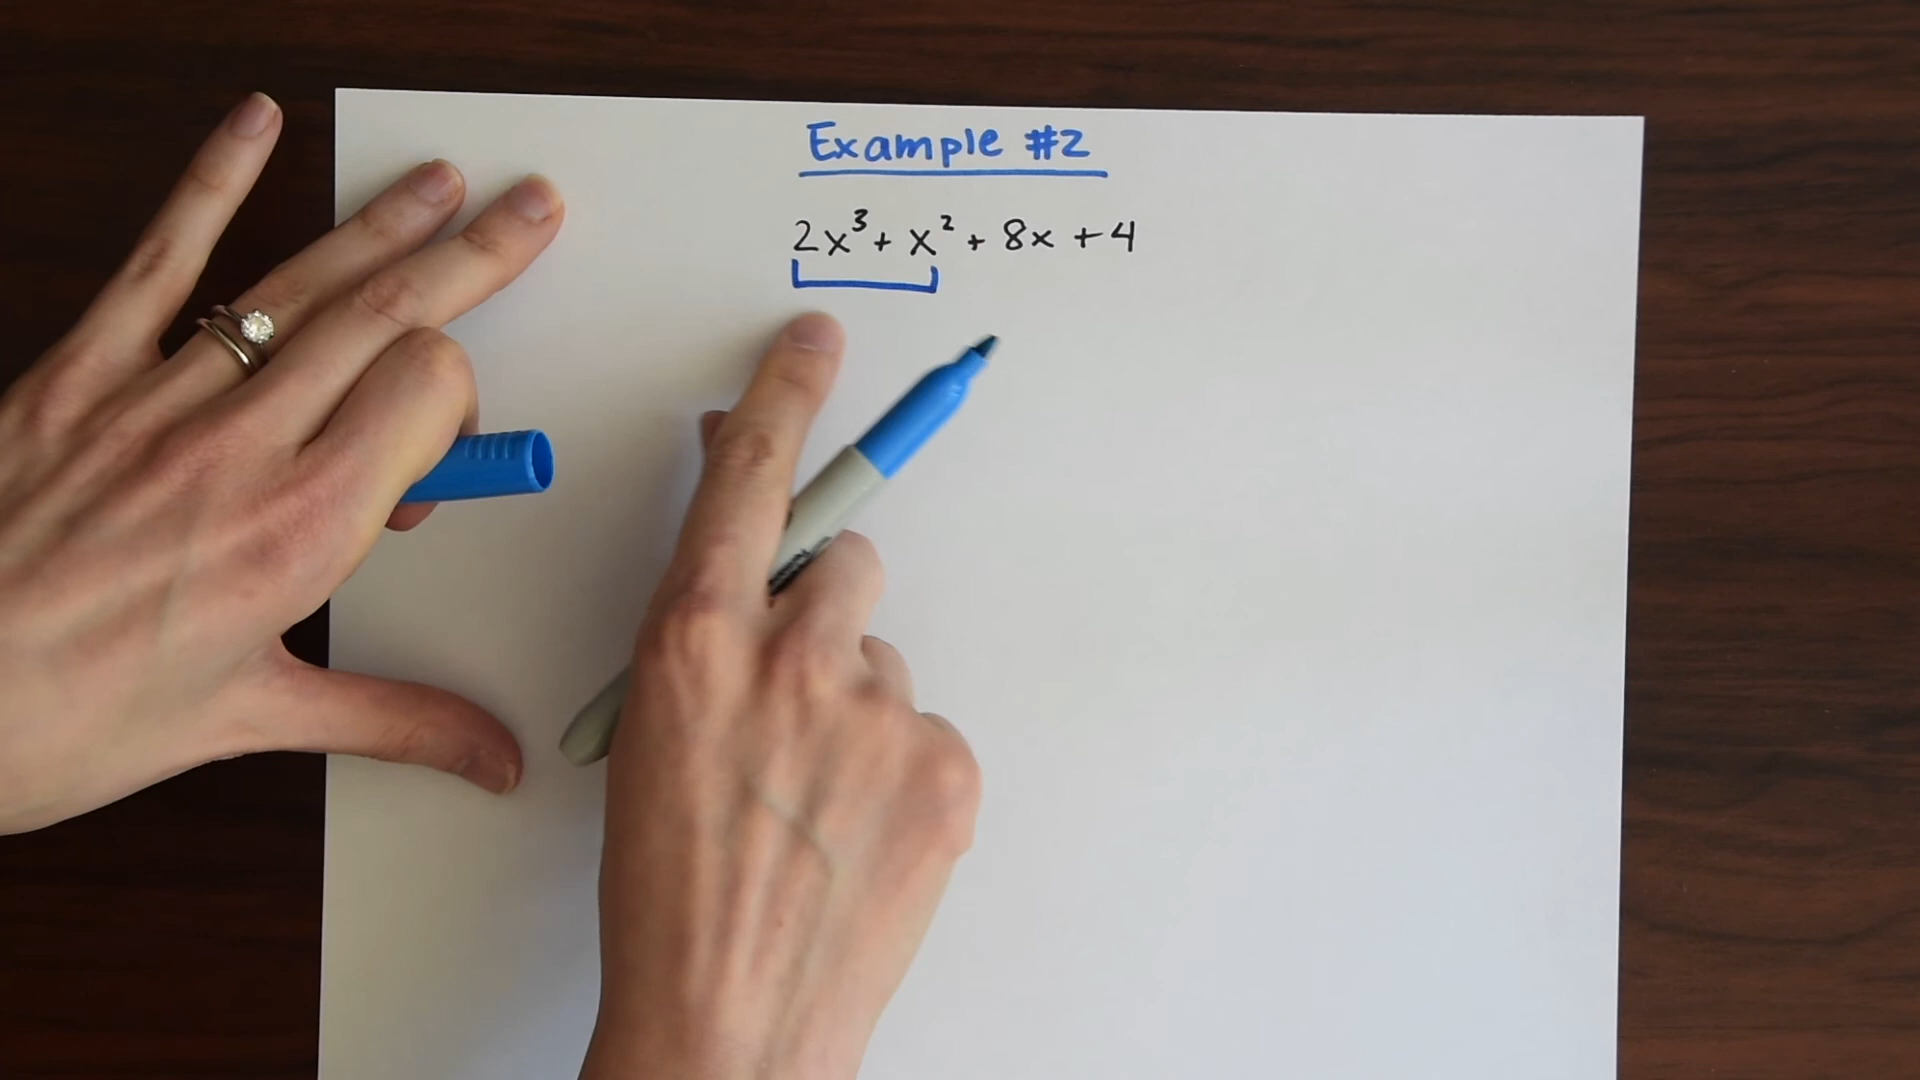 Example #2
2x³ + x² + 8x + 4